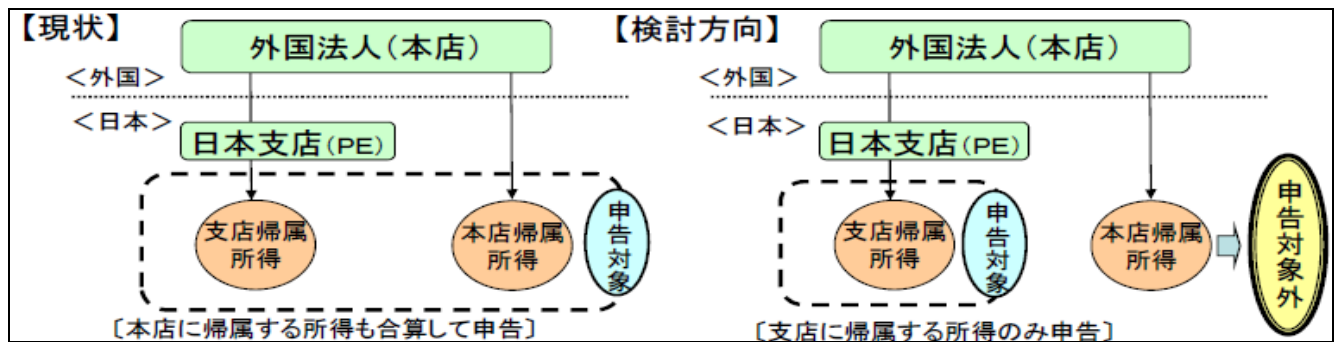 【現状】
外国法人(本店)
<外国>
<日本>
日本支店(PE)
支店帰属
所得
本店帰属
所得
申告対象
〔本店に帰属する所得も合算して申告〕
【検討方向】
外国法人(本店)
<外国>
<日本>
日本支店(PE)
支店帰属
所得
申告対象
本店帰属
所得
申告対象外
〔支店に帰属する所得のみ申告〕